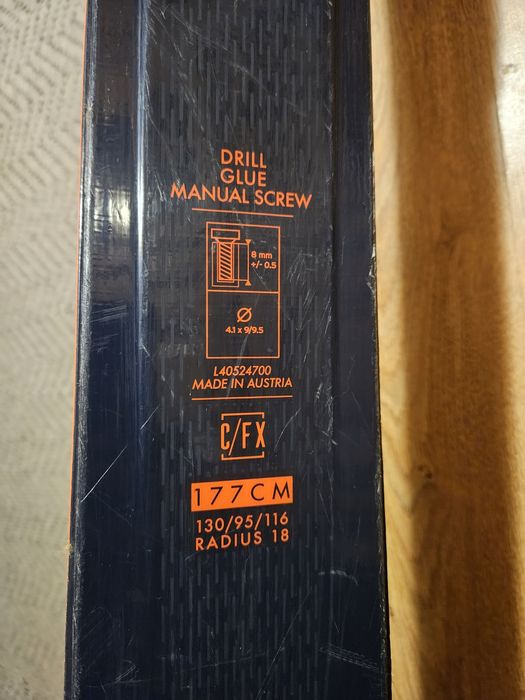 DRILL
GLUE
MANUAL SCREW
8 mm
+/- 0.5
Ø
4.1 x 9/9.5
L40524700
MADE IN AUSTRIA
C/FX
177CM
130/95/116
RADIUS 18